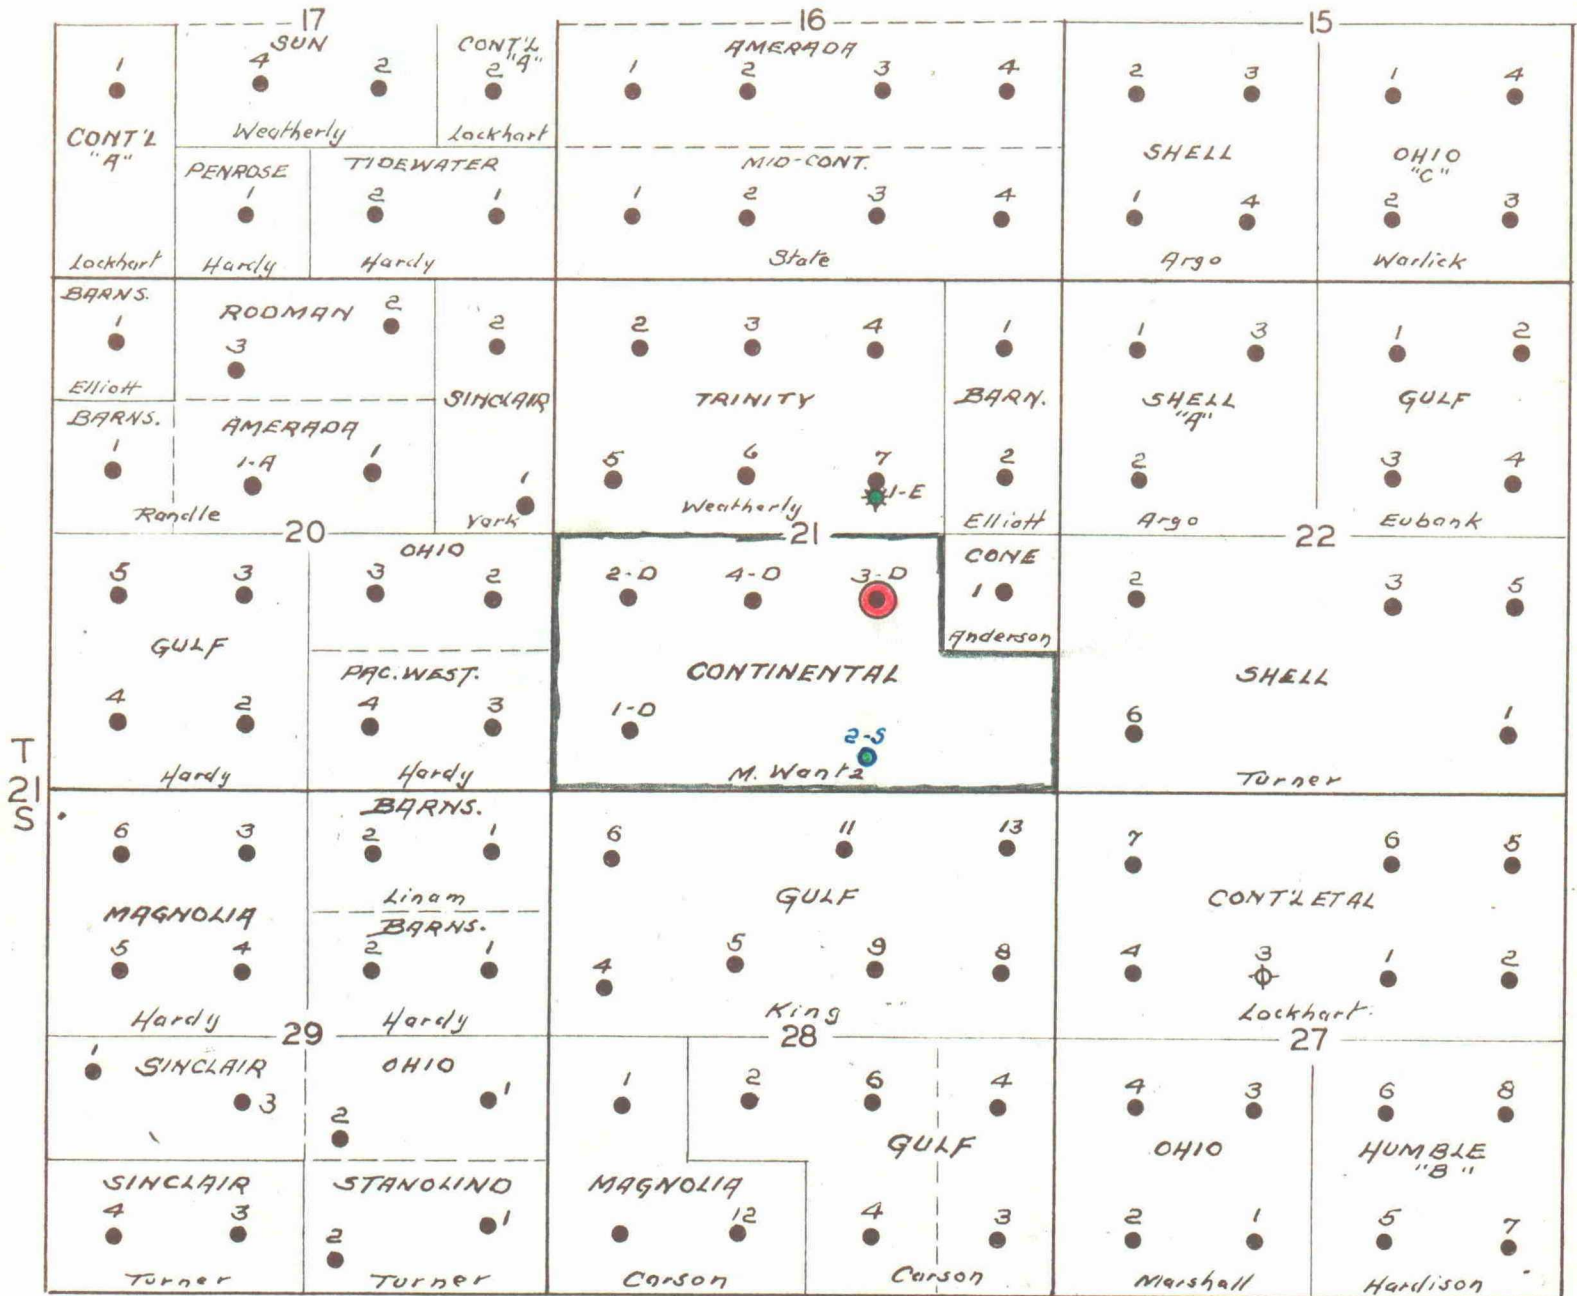 17 16 15
SUN CONT'L "A" AMERADA
1 4 2 2 1 2 3 4 2 3 1 4
CONT'L "A" Weatherly Lockhart
PENROSE TIDEWATER MID-CONT. SHELL OHIO "C"
1 2 1 1 2 3 4 1 4 2 3
Lockhart Hardy Hardy State Argo Warlick
BARNS. RODMAN
1 3 2 2 2 3 4 1 1 3 1 2
Elliott SINCLAIR TRINITY BARN. SHELL "A" GULF
BARNS. AMERADA
1 1-A 1 1 5 6 7 1-E 2 2 3 4
Randle York Weatherly Elliott Argo Eubank
20 21 22
OHIO CONE
5 3 3 2 2-D 4-D 3-D 1 2 3 5
GULF Anderson
PAC. WEST. CONTINENTAL SHELL
4 2 4 3 1-D 2-S 6 1
Hardy Hardy M. Wantz Turner
T
21
S
BARNS.
6 3 2 1 6 11 13 7 6 5
Linam GULF CONT'L ETAL
MAGNOLIA BARNS.
5 4 2 1 4 5 9 8 4 3 1 2
Hardy Hardy King Lockhart
29 28 27
SINCLAIR OHIO
1 3 2 1 1 2 6 4 4 3 6 8
GULF OHIO HUMBLE "B"
SINCLAIR STANOLIND MAGNOLIA
4 3 2 1 12 4 3 2 1 5 7
Turner Turner Carson Carson Marshall Hardison